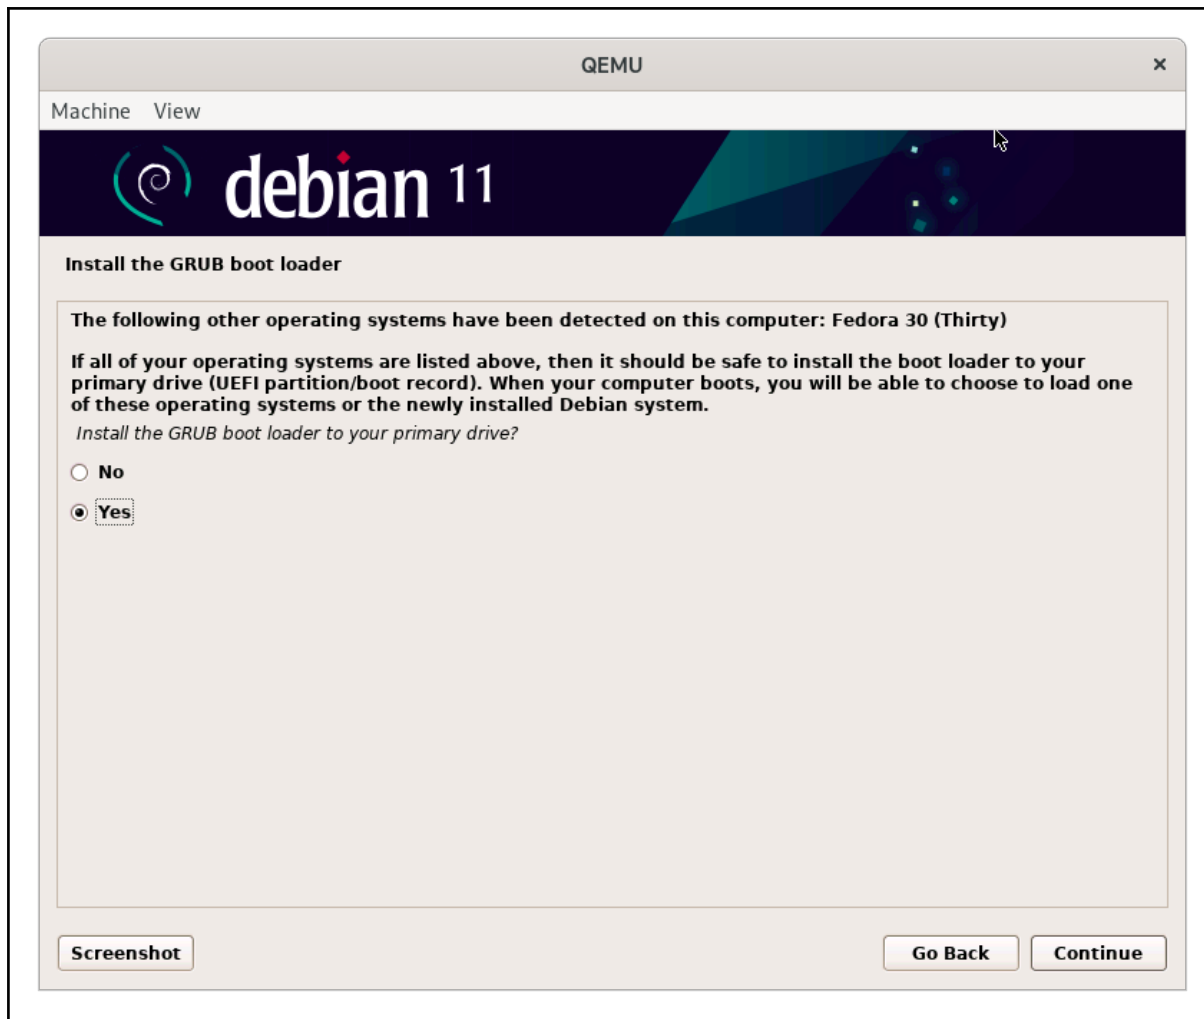 QEMU
Machine View
debian 11
Install the GRUB boot loader
The following other operating systems have been detected on this computer: Fedora 30 (Thirty)
If all of your operating systems are listed above, then it should be safe to install the boot loader to your
primary drive (UEFI partition/boot record). When your computer boots, you will be able to choose to load one
of these operating systems or the newly installed Debian system.
Install the GRUB boot loader to your primary drive?
No
Yes
Screenshot Go Back Continue